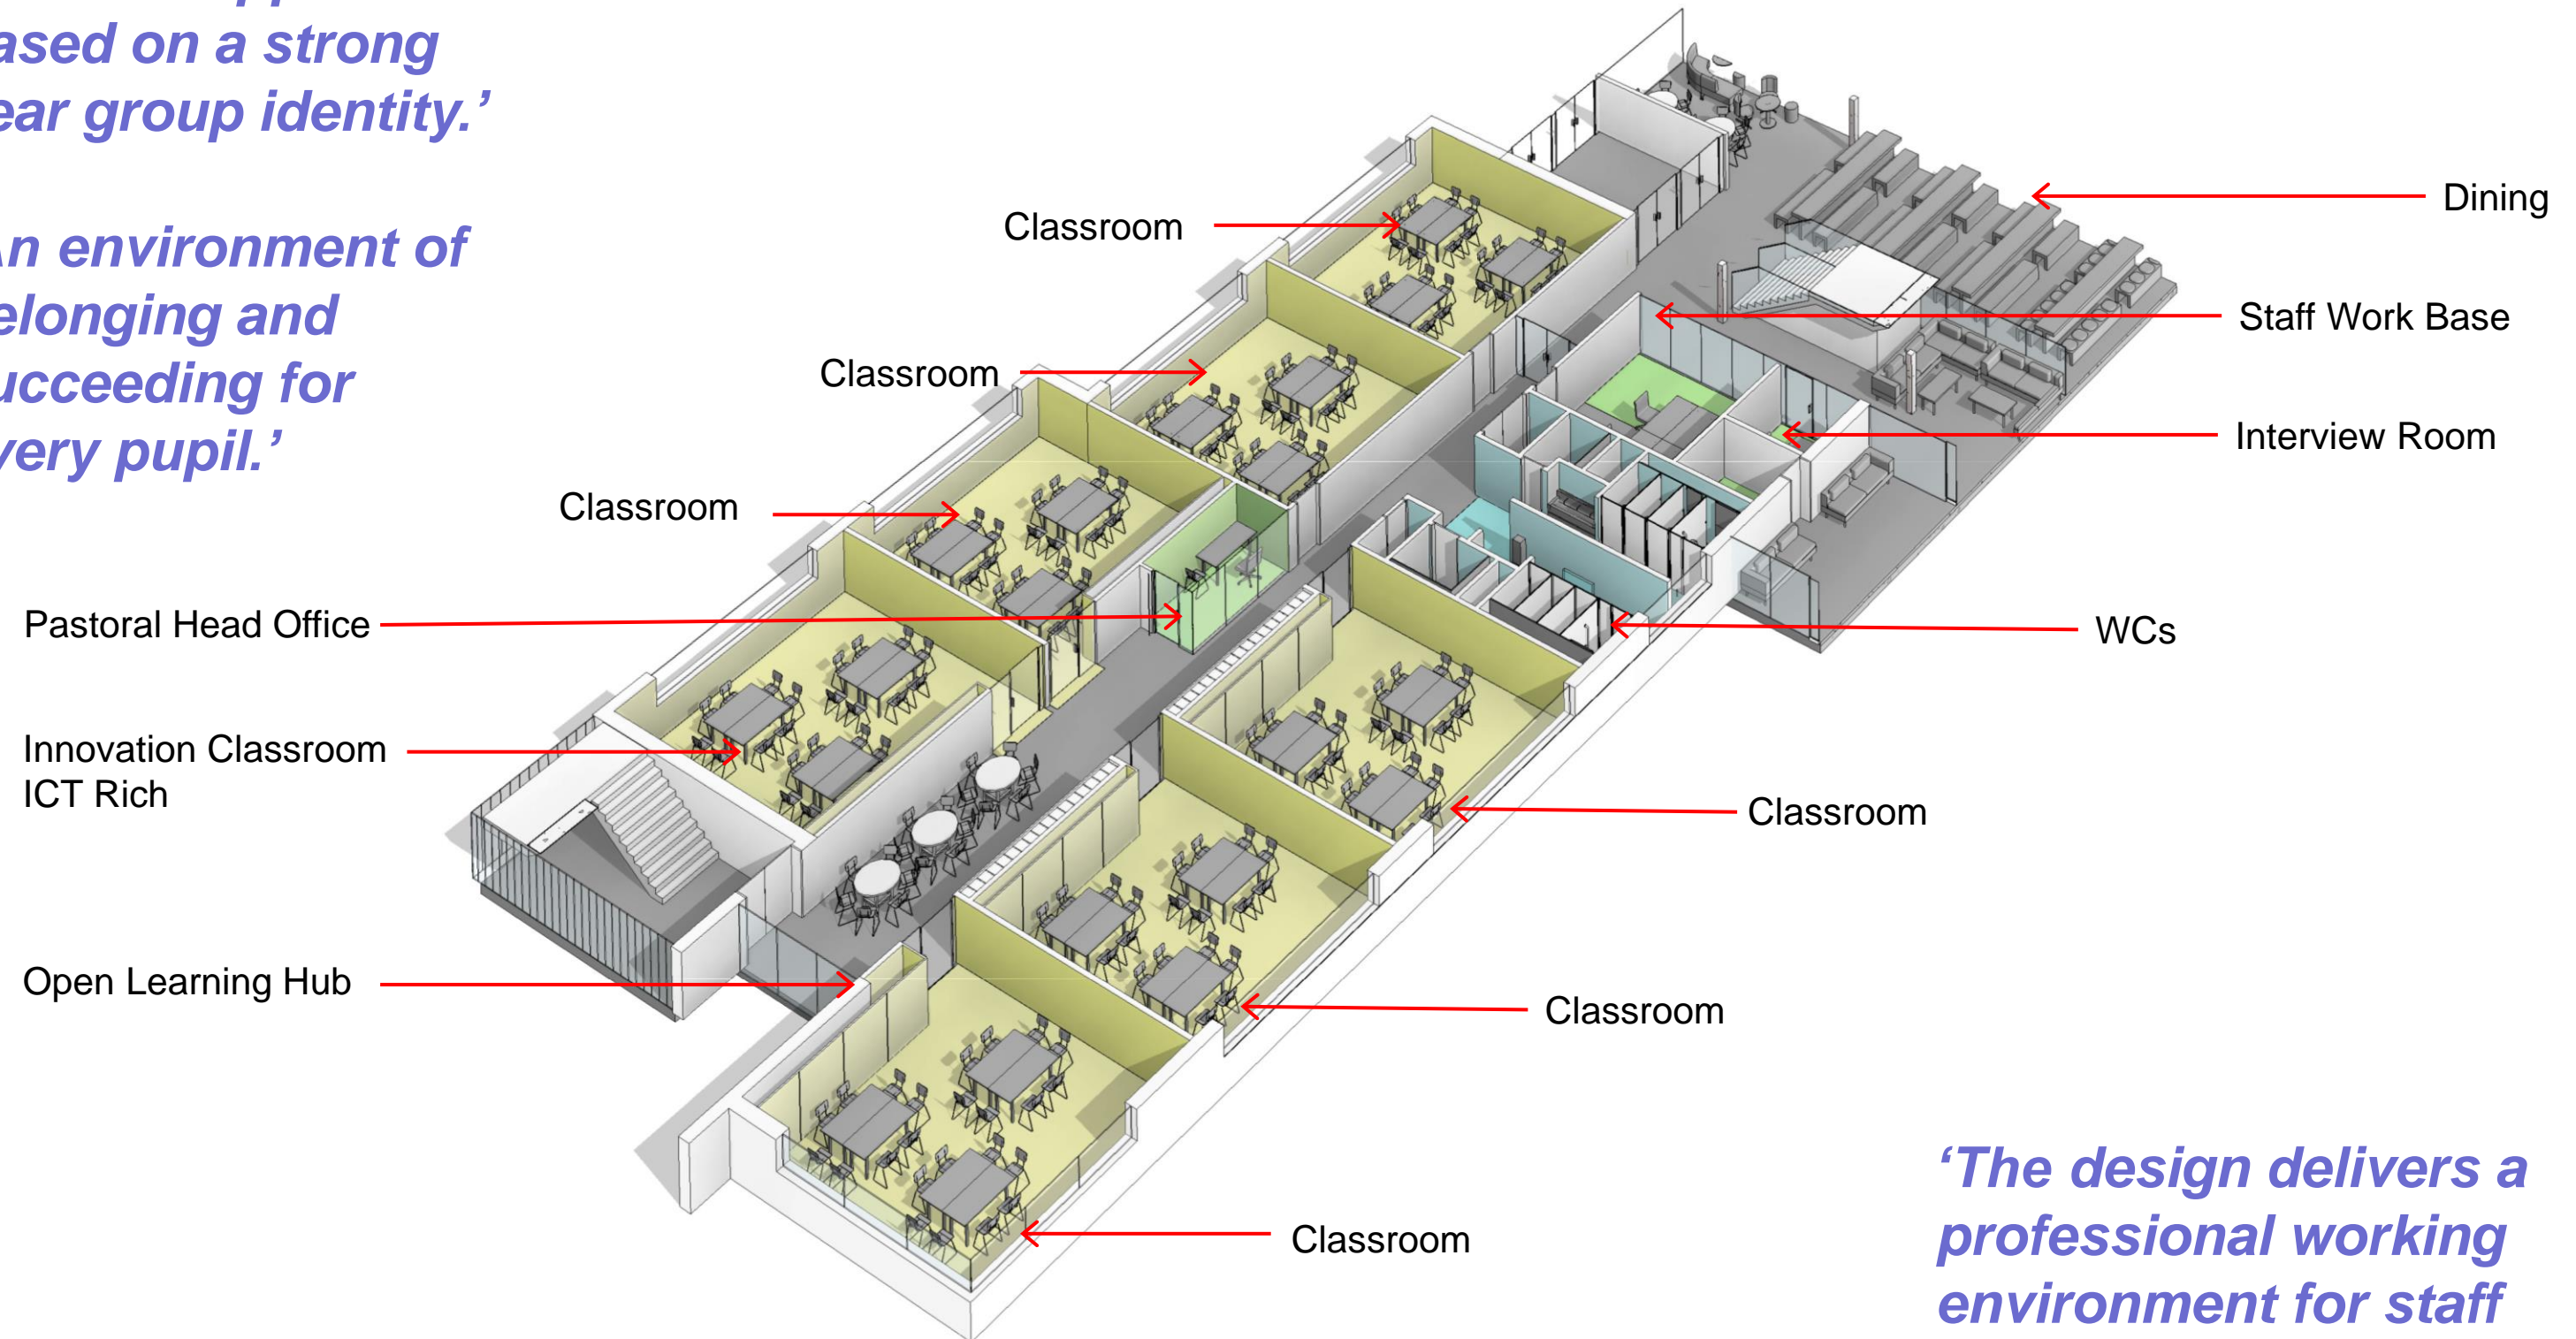 ased on a strong
ear group identity.’
n environment of
elonging and
ucceeding for
very pupil.’
Classroom
Classroom
Classroom
Pastoral Head Office
Innovation Classroom
ICT Rich
Open Learning Hub
Dining
Staff Work Base
Interview Room
WCs
Classroom
Classroom
Classroom
‘The design delivers a
professional working
environment for staff